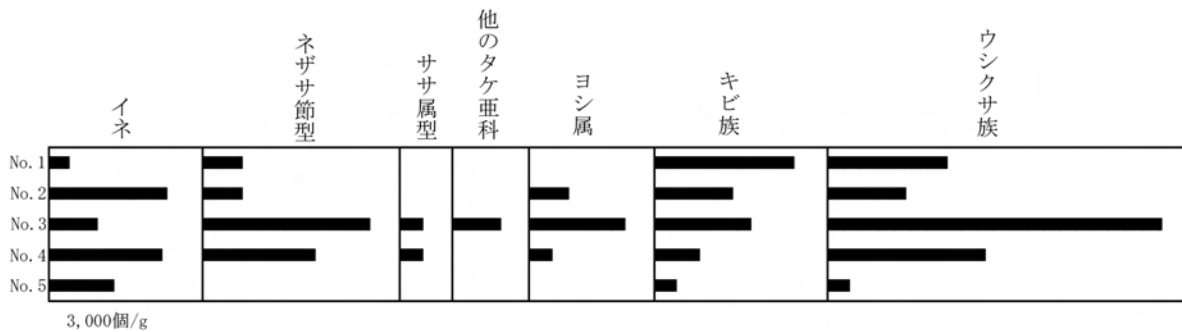 イネ
ネザサ節型
ササ属型
他のタケ亜科
ヨシ属
キビ族
ウシクサ族
No. 1
No. 2
No. 3
No. 4
No. 5
3,000個/g